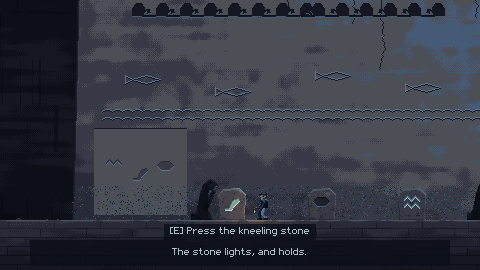 [E] Press the kneeling stone
The stone lights, and holds.